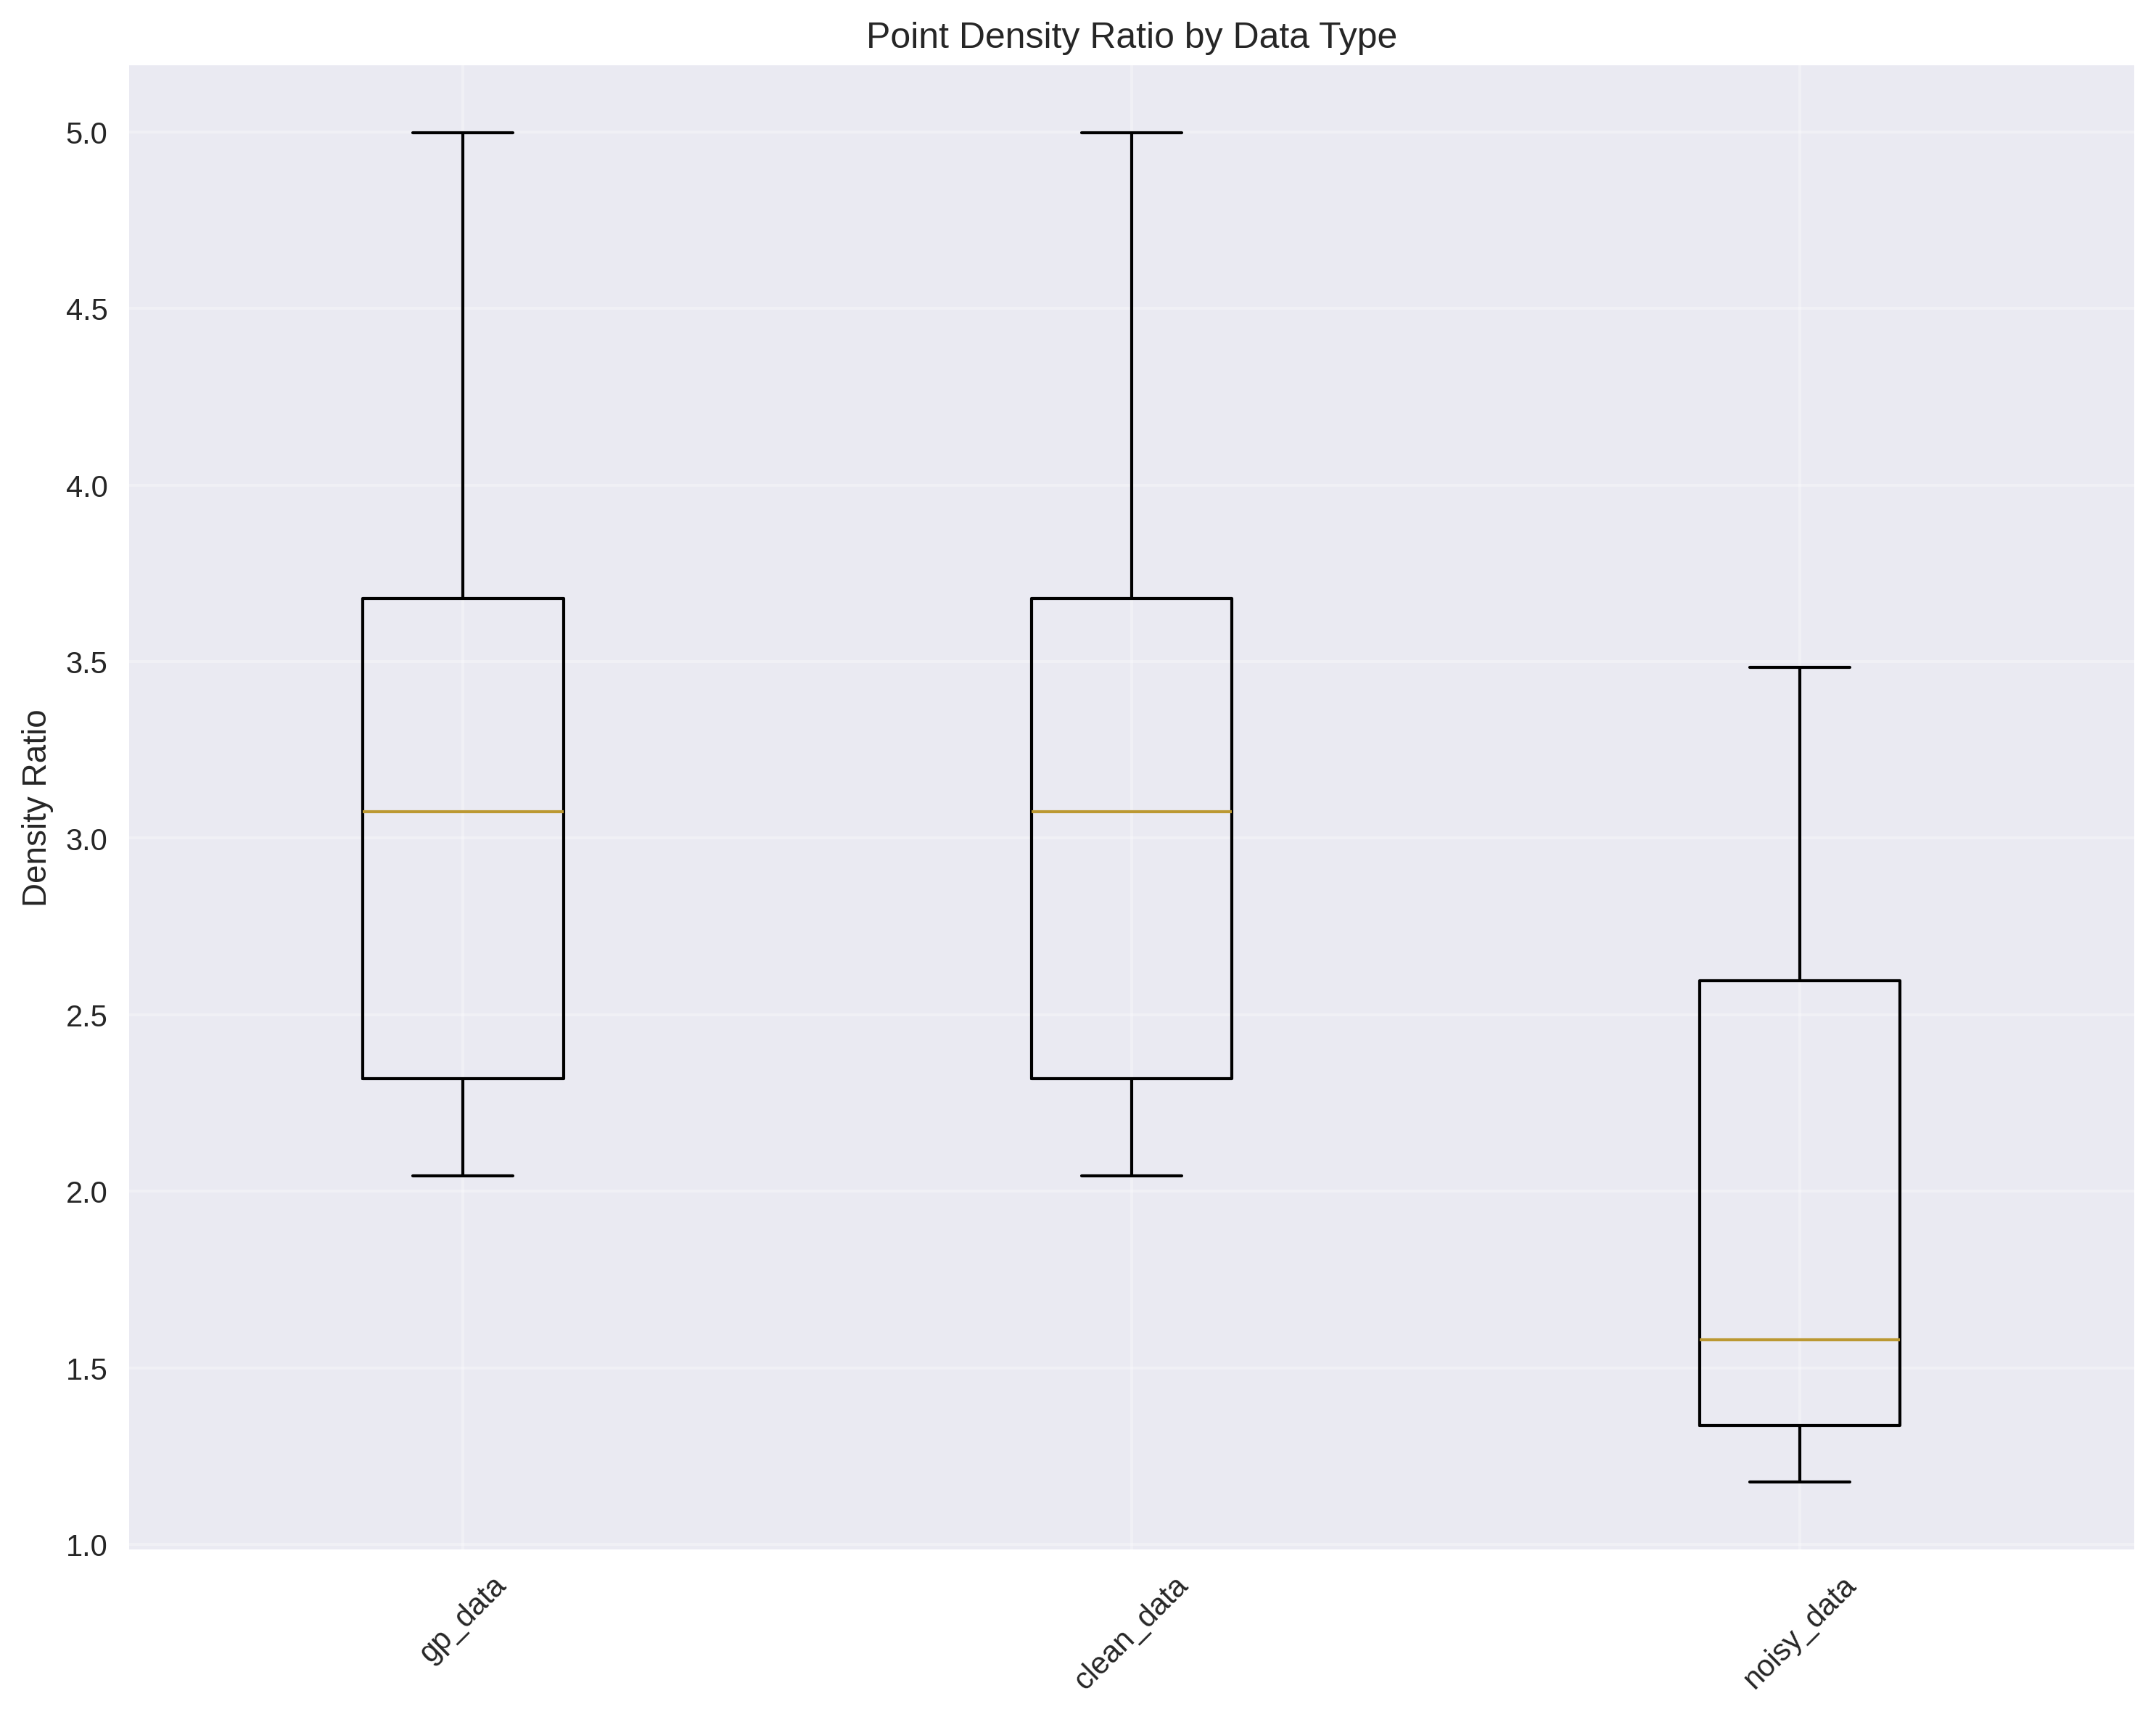 Point Density Ratio by Data Type
Density Ratio
5.0
4.5
4.0
3.5
3.0
2.5
2.0
1.5
1.0
gp_data
clean_data
noisy_data